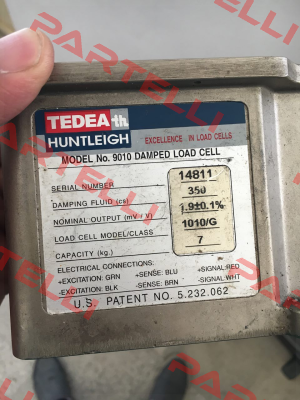 TEDEA-th
HUNTLEIGH
EXCELLENCE IN LOAD CELLS
MODEL No. 9010 DAMPED LOAD CELL
SERIAL NUMBER 14811
DAMPING FLUID (cs) 350
NOMINAL OUTPUT (mv / V) 1.9±0.1%
LOAD CELL MODEL/CLASS 1010/G
CAPACITY (kg.) 7
ELECTRICAL CONNECTIONS:
+EXCITATION: GRN +SENSE: BLU +SIGNAL:RED
-EXCITATION: BLK -SENSE: BRN -SIGNAL:WHT
U.S. PATENT NO. 5.232.062
PARTELLI
PARTELLI
PARTELLI
PARTELLI